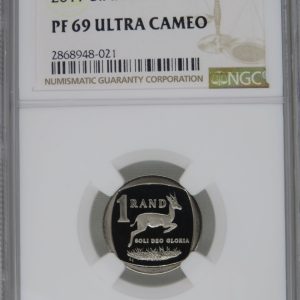 PF 69 ULTRA CAMEO
2868948-021
NUMISMATIC GUARANTY CORPORATION
NGC
1 RAND
SOLI DEO GLORIA